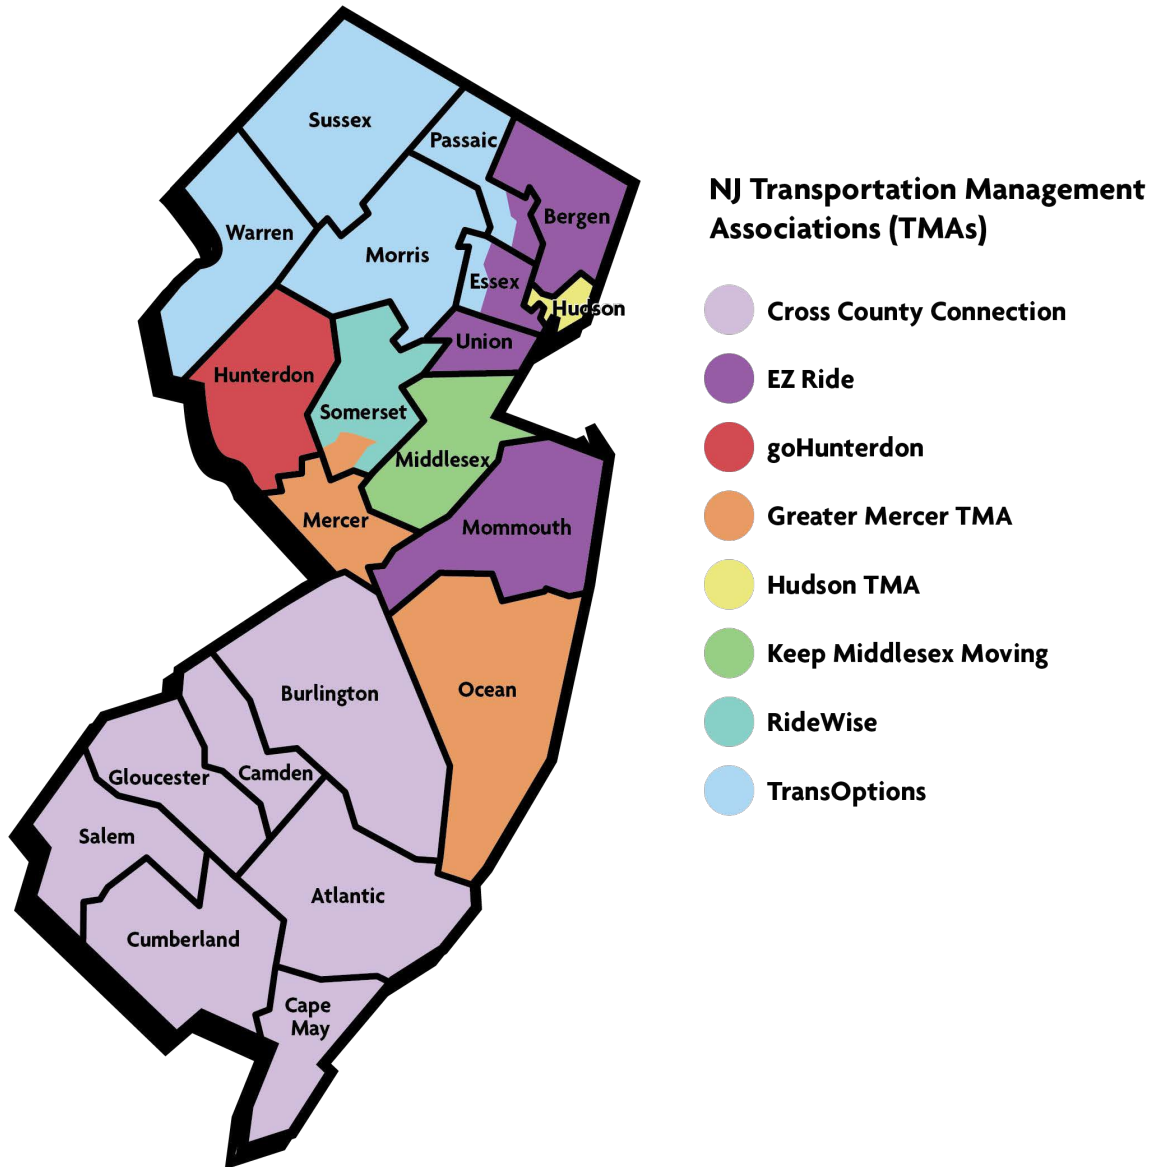 Sussex
Passaic
Bergen
Warren
Morris
Essex
Hudson
Union
Hunterdon
Somerset
Middlesex
Mercer
Mommouth
Burlington
Ocean
Gloucester
Camden
Salem
Atlantic
Cumberland
Cape
May
NJ Transportation Management
Associations (TMAs)
Cross County Connection
EZ Ride
goHunterdon
Greater Mercer TMA
Hudson TMA
Keep Middlesex Moving
RideWise
TransOptions